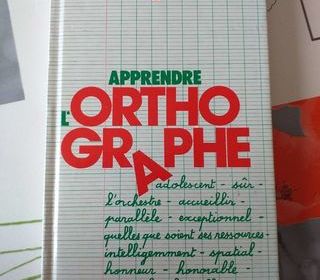 APPRENDRE
L'ORTHO
GRAPHE
adolescent - sûr -
l'orchestre - accueillir -
parallèle - exceptionnel -
quelles que soient ses ressources -
intelligemment - spatial -
honneur - honorable -